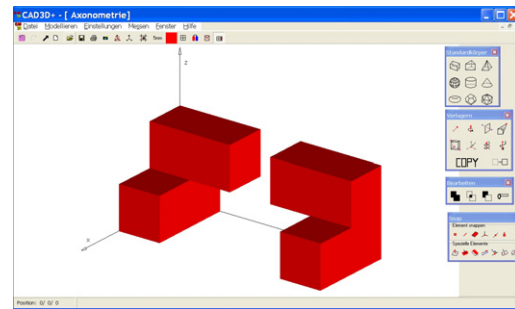 CAD3D+ - [ Axonometrie]
Datei Modellieren Einstellungen Messen Fenster Hilfe
5mm
Standardkörper
z
Verlagern
COPY
Bearbeiten
Snap
Element snappen
x
Spezielle Elemente
Position: 0/ 0/ 0